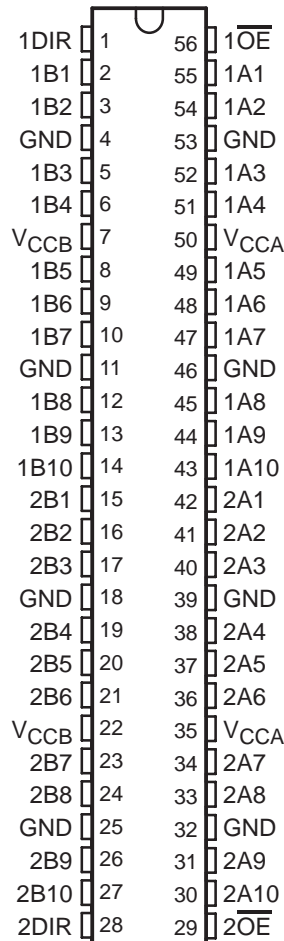 1DIR 1 56 1OE
1B1 2 55 1A1
1B2 3 54 1A2
GND 4 53 GND
1B3 5 52 1A3
1B4 6 51 1A4
VCCB 7 50 VCCA
1B5 8 49 1A5
1B6 9 48 1A6
1B7 10 47 1A7
GND 11 46 GND
1B8 12 45 1A8
1B9 13 44 1A9
1B10 14 43 1A10
2B1 15 42 2A1
2B2 16 41 2A2
2B3 17 40 2A3
GND 18 39 GND
2B4 19 38 2A4
2B5 20 37 2A5
2B6 21 36 2A6
VCCB 22 35 VCCA
2B7 23 34 2A7
2B8 24 33 2A8
GND 25 32 GND
2B9 26 31 2A9
2B10 27 30 2A10
2DIR 28 29 2OE